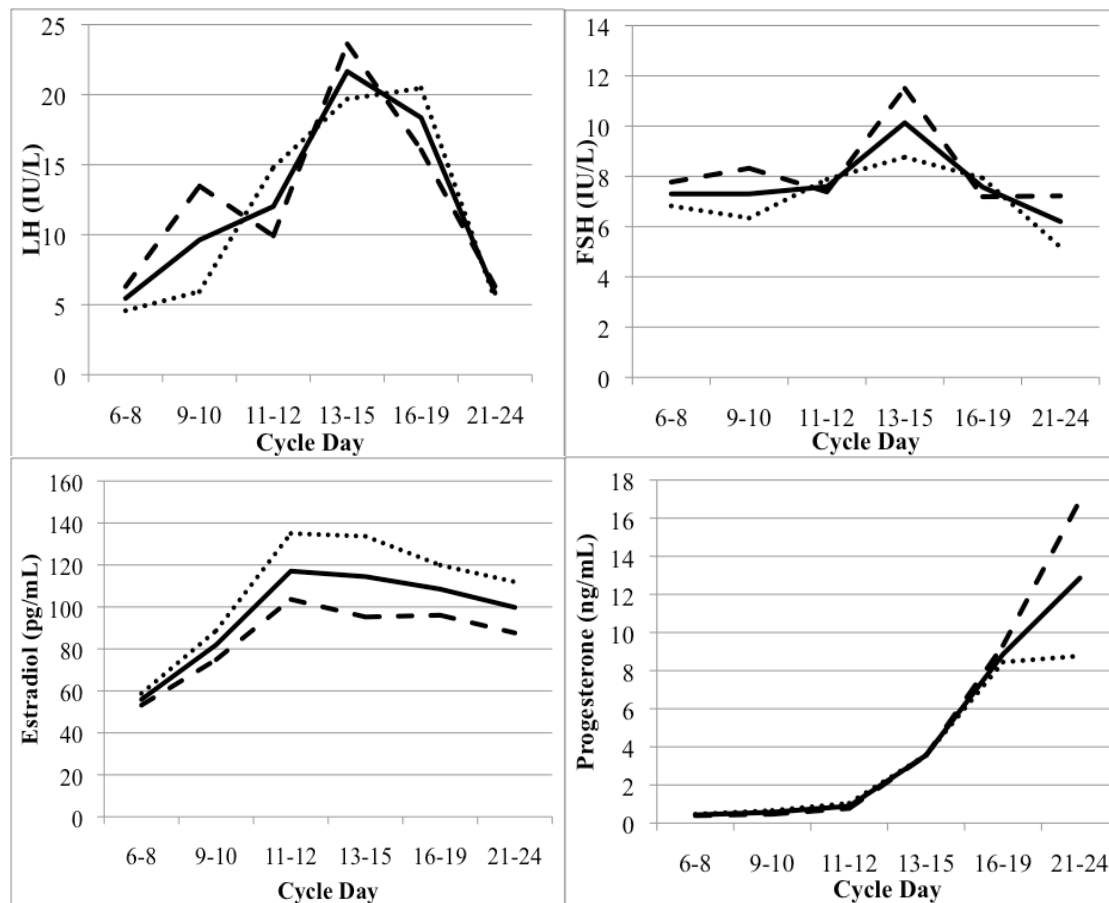 LH (IU/L)
25
20
15
10
5
0
6-8 9-10 11-12 13-15 16-19 21-24
Cycle Day
FSH (IU/L)
14
12
10
8
6
4
2
0
6-8 9-10 11-12 13-15 16-19 21-24
Cycle Day
Estradiol (pg/mL)
160
140
120
100
80
60
40
20
0
6-8 9-10 11-12 13-15 16-19 21-24
Cycle Day
Progesterone (ng/mL)
18
16
14
12
10
8
6
4
2
0
6-8 9-10 11-12 13-15 16-19 21-24
Cycle Day